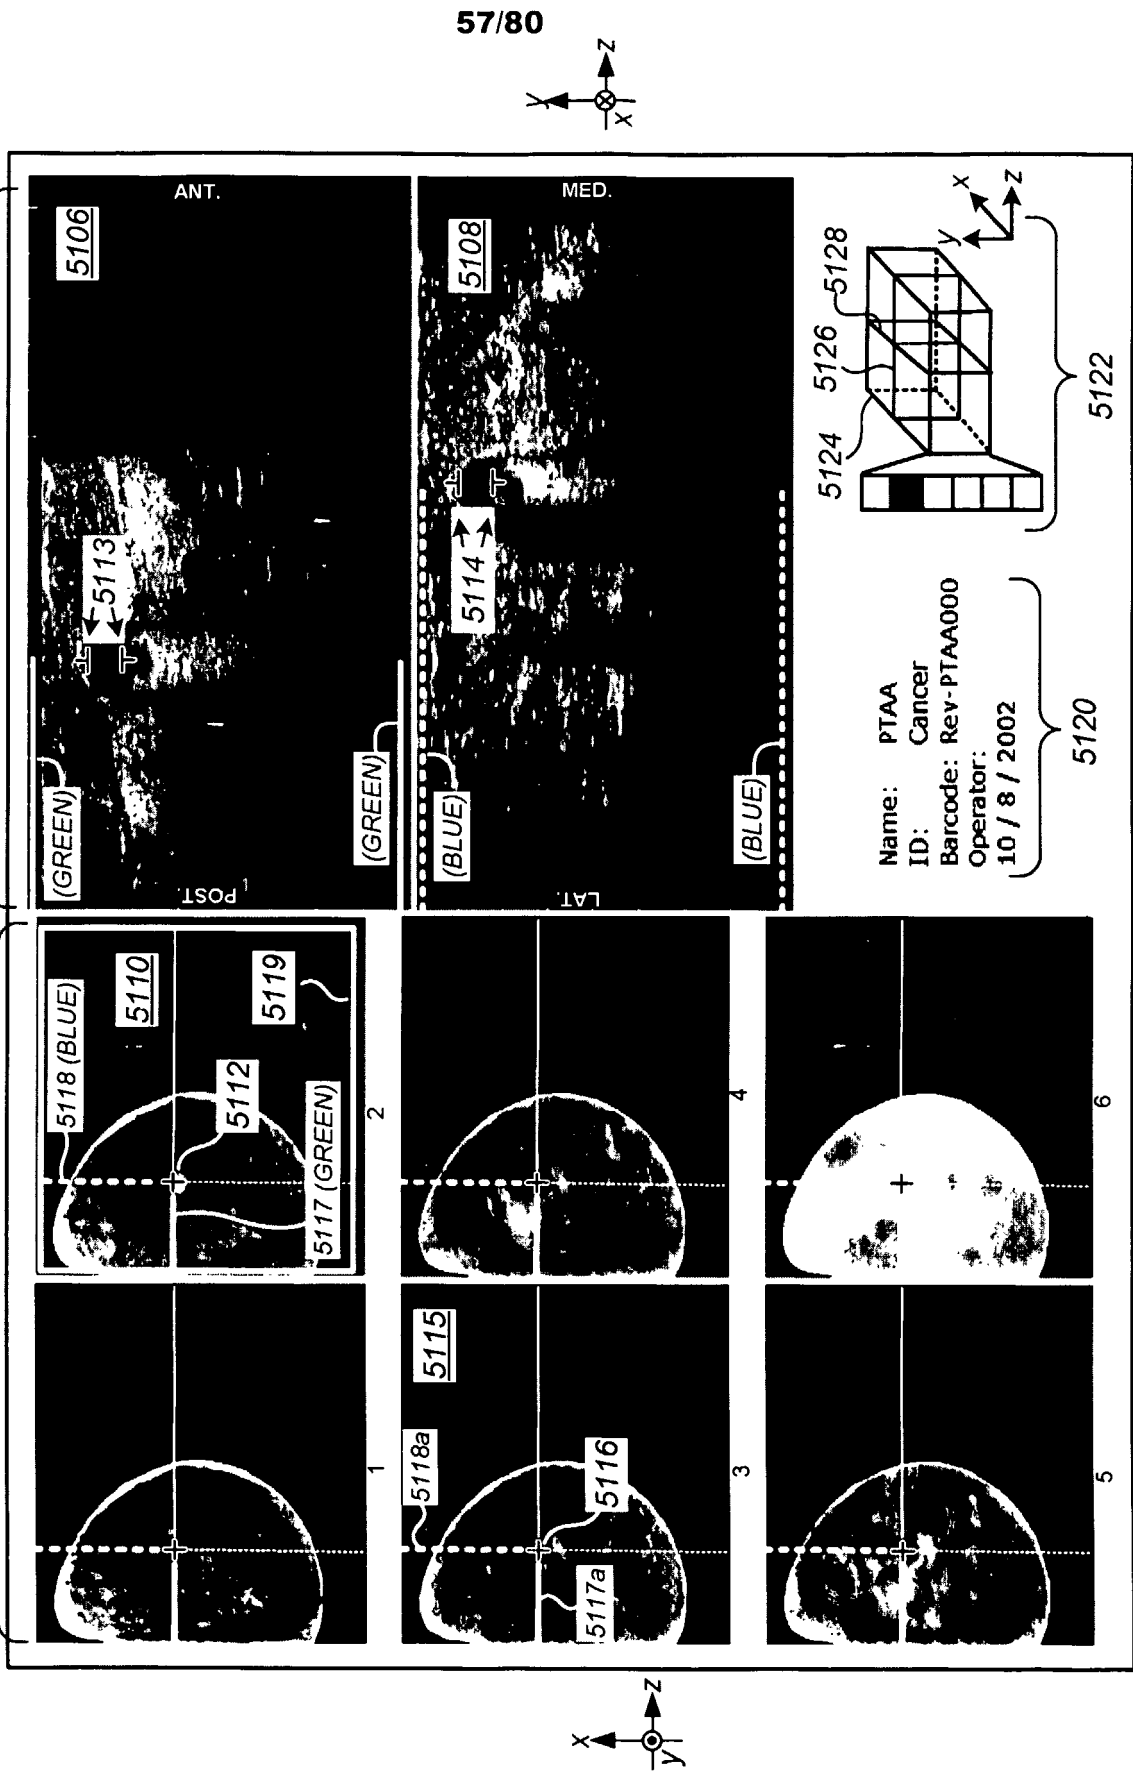 57/80
y
z
x
ANT.
5106
5113
(GREEN)
(GREEN)
POST.
MED.
5108
5114
(BLUE)
(BLUE)
LAT.
5118 (BLUE)
5110
5119
5112
5117 (GREEN)
2
1
4
5118a
5115
5116
5117a
3
6
5
Name: PTAA
ID: Cancer
Barcode: Rev-PTAA000
Operator:
10 / 8 / 2002
5120
5124
5126
5128
y
x
z
5122
x
z
y